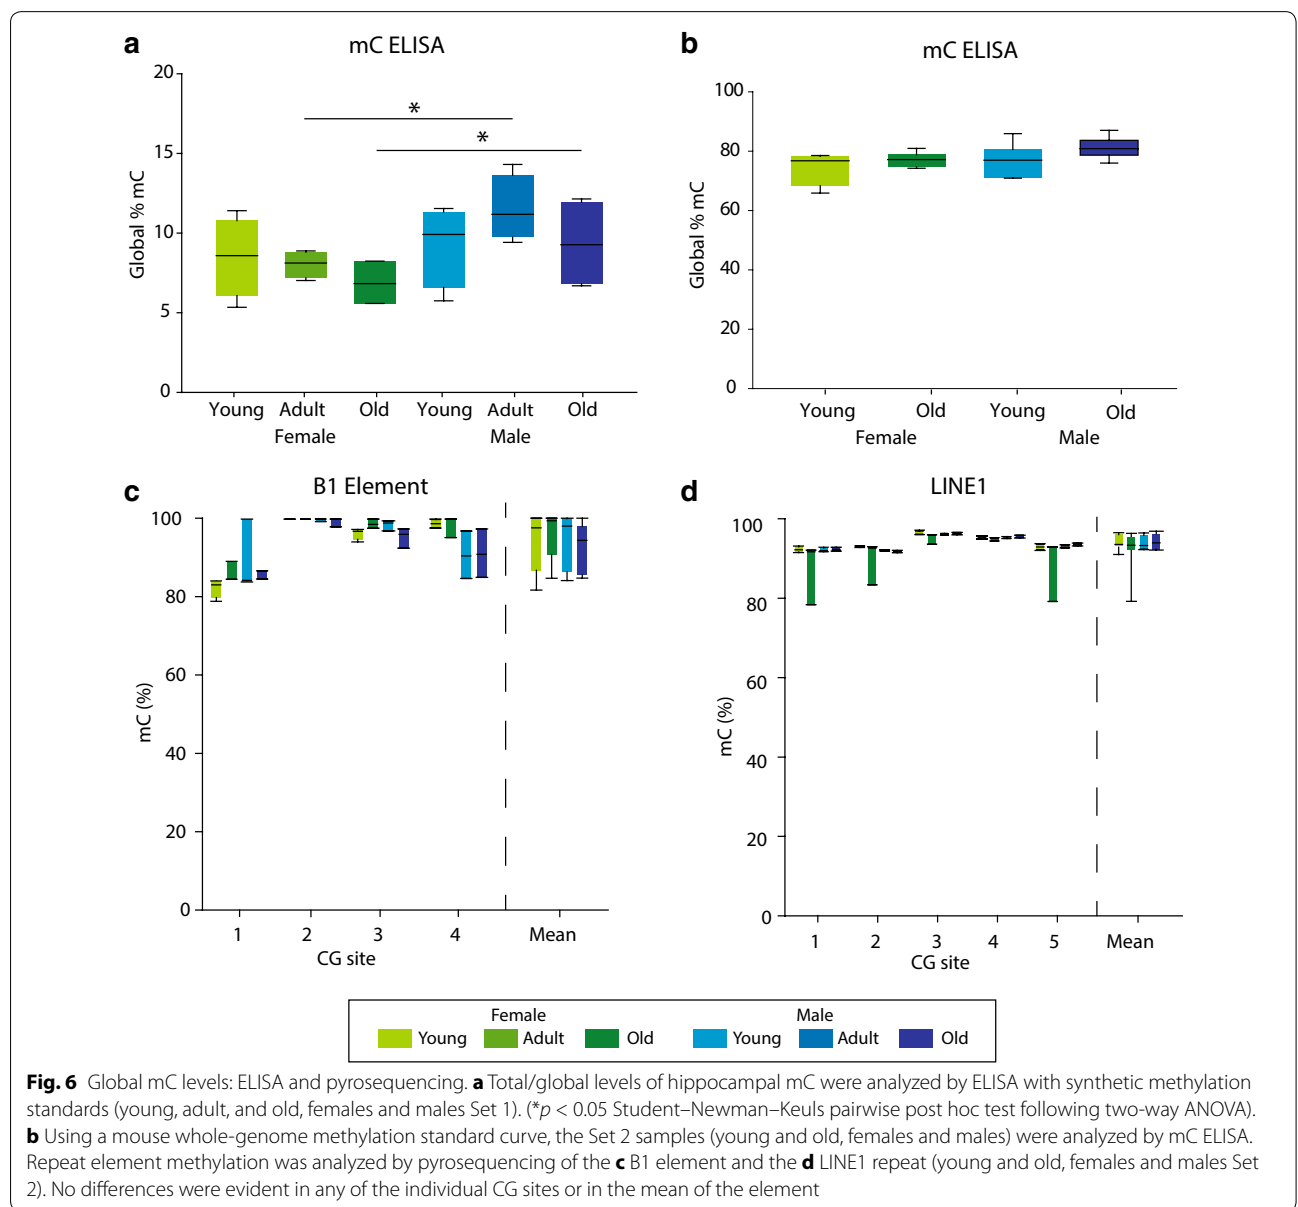 a
mC ELISA
20
15
10
5
0
Global % mC
*
*
Young Adult Old Young Adult Old
Female Male
b
mC ELISA
100
80
60
40
20
0
Global % mC
Young Old Young Old
Female Male
c
B1 Element
100
80
60
40
20
0
mC (%)
1 2 3 4 Mean
CG site
d
LINE1
100
80
60
40
20
0
mC (%)
1 2 3 4 5 Mean
CG site
Female Male
Young Adult Old Young Adult Old
Fig. 6 Global mC levels: ELISA and pyrosequencing. a Total/global levels of hippocampal mC were analyzed by ELISA with synthetic methylation
standards (young, adult, and old, females and males Set 1). (*p < 0.05 Student–Newman–Keuls pairwise post hoc test following two-way ANOVA).
b Using a mouse whole-genome methylation standard curve, the Set 2 samples (young and old, females and males) were analyzed by mC ELISA.
Repeat element methylation was analyzed by pyrosequencing of the c B1 element and the d LINE1 repeat (young and old, females and males Set
2). No differences were evident in any of the individual CG sites or in the mean of the element